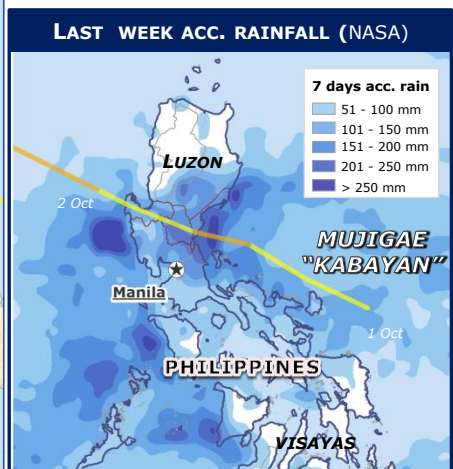 LAST WEEK ACC. RAINFALL (NASA)
7 days acc. rain
51 - 100 mm
101 - 150 mm
151 - 200 mm
201 - 250 mm
> 250 mm
LUZON
2 Oct
MUJIGAE
"KABAYAN"
Manila
1 Oct
PHILIPPINES
VISAYAS